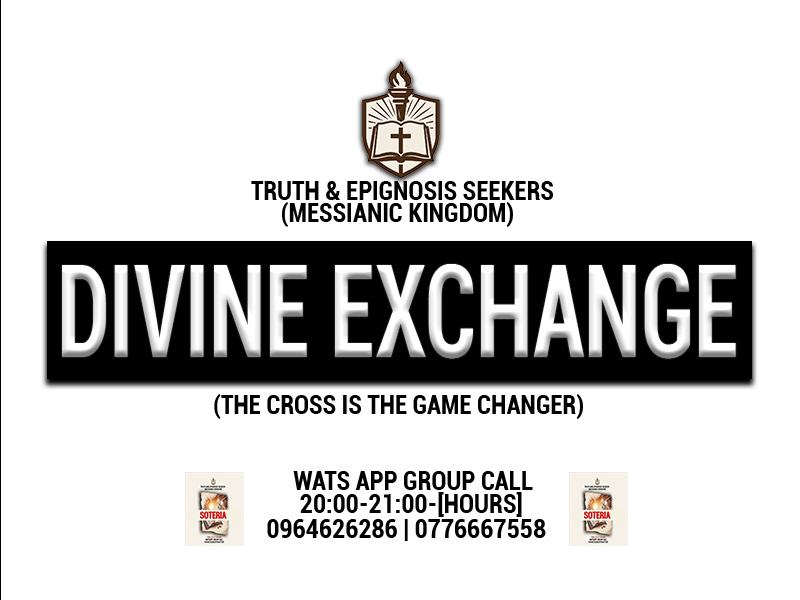 TRUTH & EPIGNOSIS SEEKERS
(MESSIANIC KINGDOM)
DIVINE EXCHANGE
(THE CROSS IS THE GAME CHANGER)
WATS APP GROUP CALL
20:00-21:00-[HOURS]
0964626286 | 0776667558
SOTERIA
SOTERIA